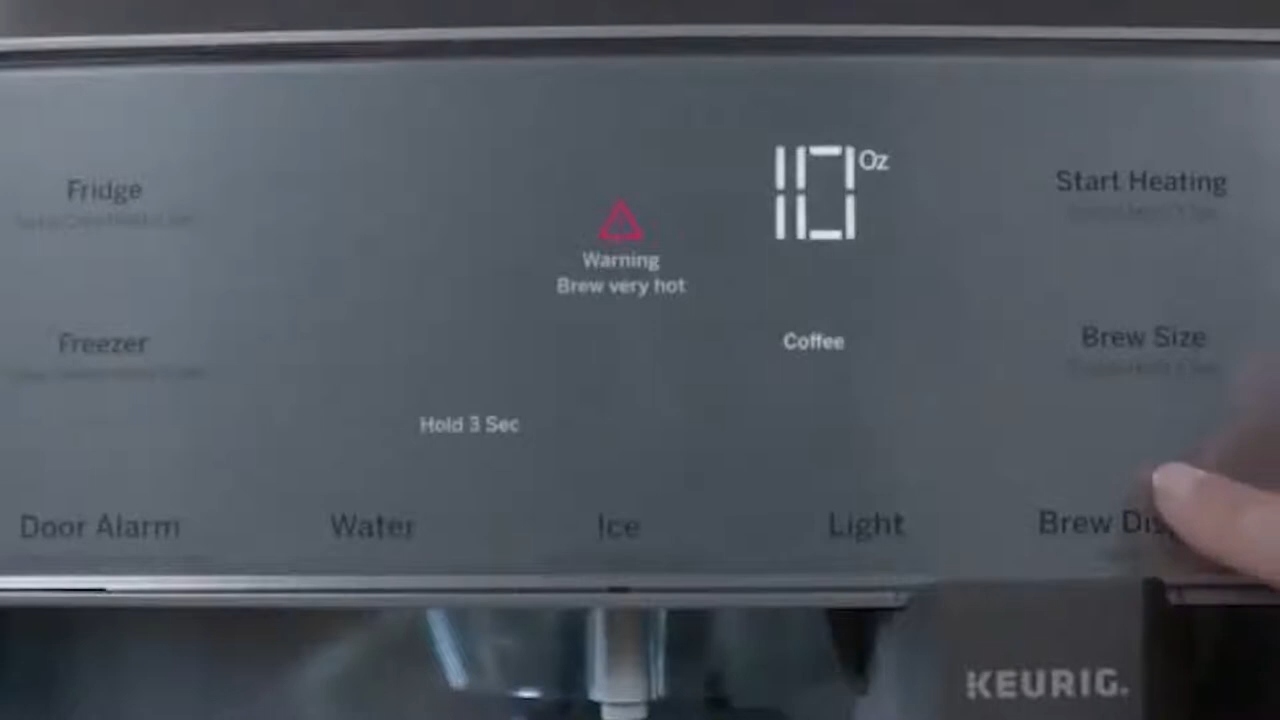 10 Oz
Fridge
Start Heating
Warning
Brew very hot
Freezer
Coffee
Brew Size
Hold 3 Sec
Door Alarm
Water
Ice
Light
Brew
KEURIG.